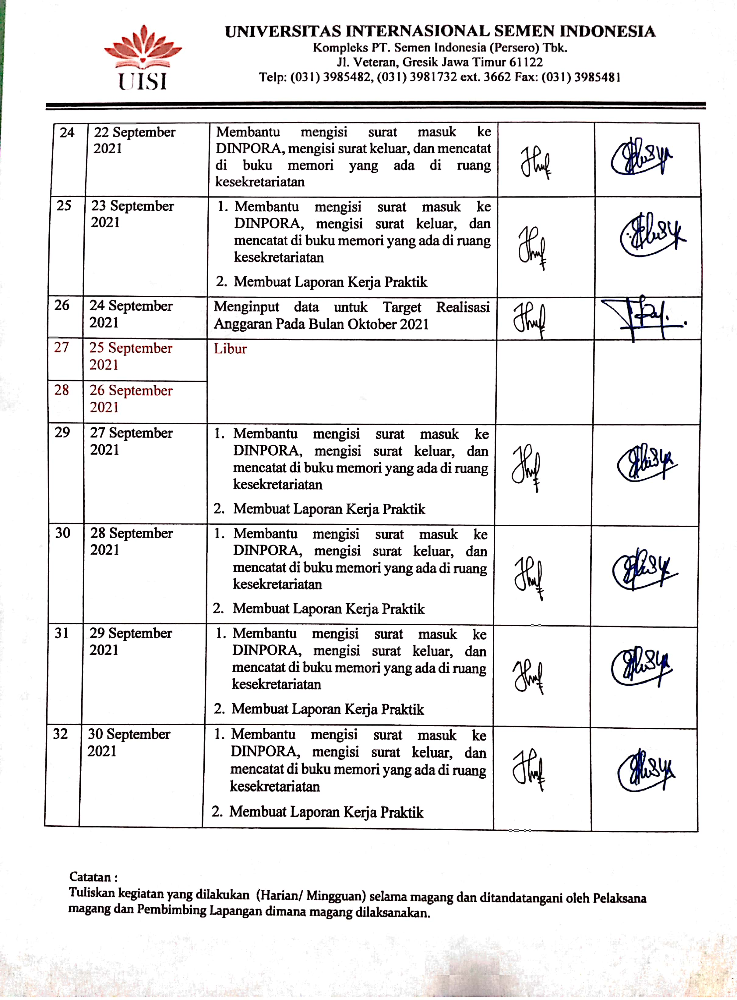 UNIVERSITAS INTERNASIONAL SEMEN INDONESIA
Kompleks PT. Semen Indonesia (Persero) Tbk.
Jl. Veteran, Gresik Jawa Timur 61122
Telp: (031) 3985482, (031) 3981732 ext. 3662 Fax: (031) 3985481
UISI
24
22 September
2021
Membantu mengisi surat masuk ke
DINPORA, mengisi surat keluar, dan mencatat
di buku memori yang ada di ruang
kesekretariatan
25
23 September
2021
1. Membantu mengisi surat masuk ke
DINPORA, mengisi surat keluar, dan
mencatat di buku memori yang ada di ruang
kesekretariatan
2. Membuat Laporan Kerja Praktik
26
24 September
2021
Menginput data untuk Target Realisasi
Anggaran Pada Bulan Oktober 2021
27
25 September
2021
Libur
28
26 September
2021
29
27 September
2021
1. Membantu mengisi surat masuk ke
DINPORA, mengisi surat keluar, dan
mencatat di buku memori yang ada di ruang
kesekretariatan
2. Membuat Laporan Kerja Praktik
30
28 September
2021
1. Membantu mengisi surat masuk ke
DINPORA, mengisi surat keluar, dan
mencatat di buku memori yang ada di ruang
kesekretariatan
2. Membuat Laporan Kerja Praktik
31
29 September
2021
1. Membantu mengisi surat masuk ke
DINPORA, mengisi surat keluar, dan
mencatat di buku memori yang ada di ruang
kesekretariatan
2. Membuat Laporan Kerja Praktik
32
30 September
2021
1. Membantu mengisi surat masuk ke
DINPORA, mengisi surat keluar, dan
mencatat di buku memori yang ada di ruang
kesekretariatan
2. Membuat Laporan Kerja Praktik
Catatan :
Tuliskan kegiatan yang dilakukan (Harian/ Mingguan) selama magang dan ditandatangani oleh Pelaksana
magang dan Pembimbing Lapangan dimana magang dilaksanakan.